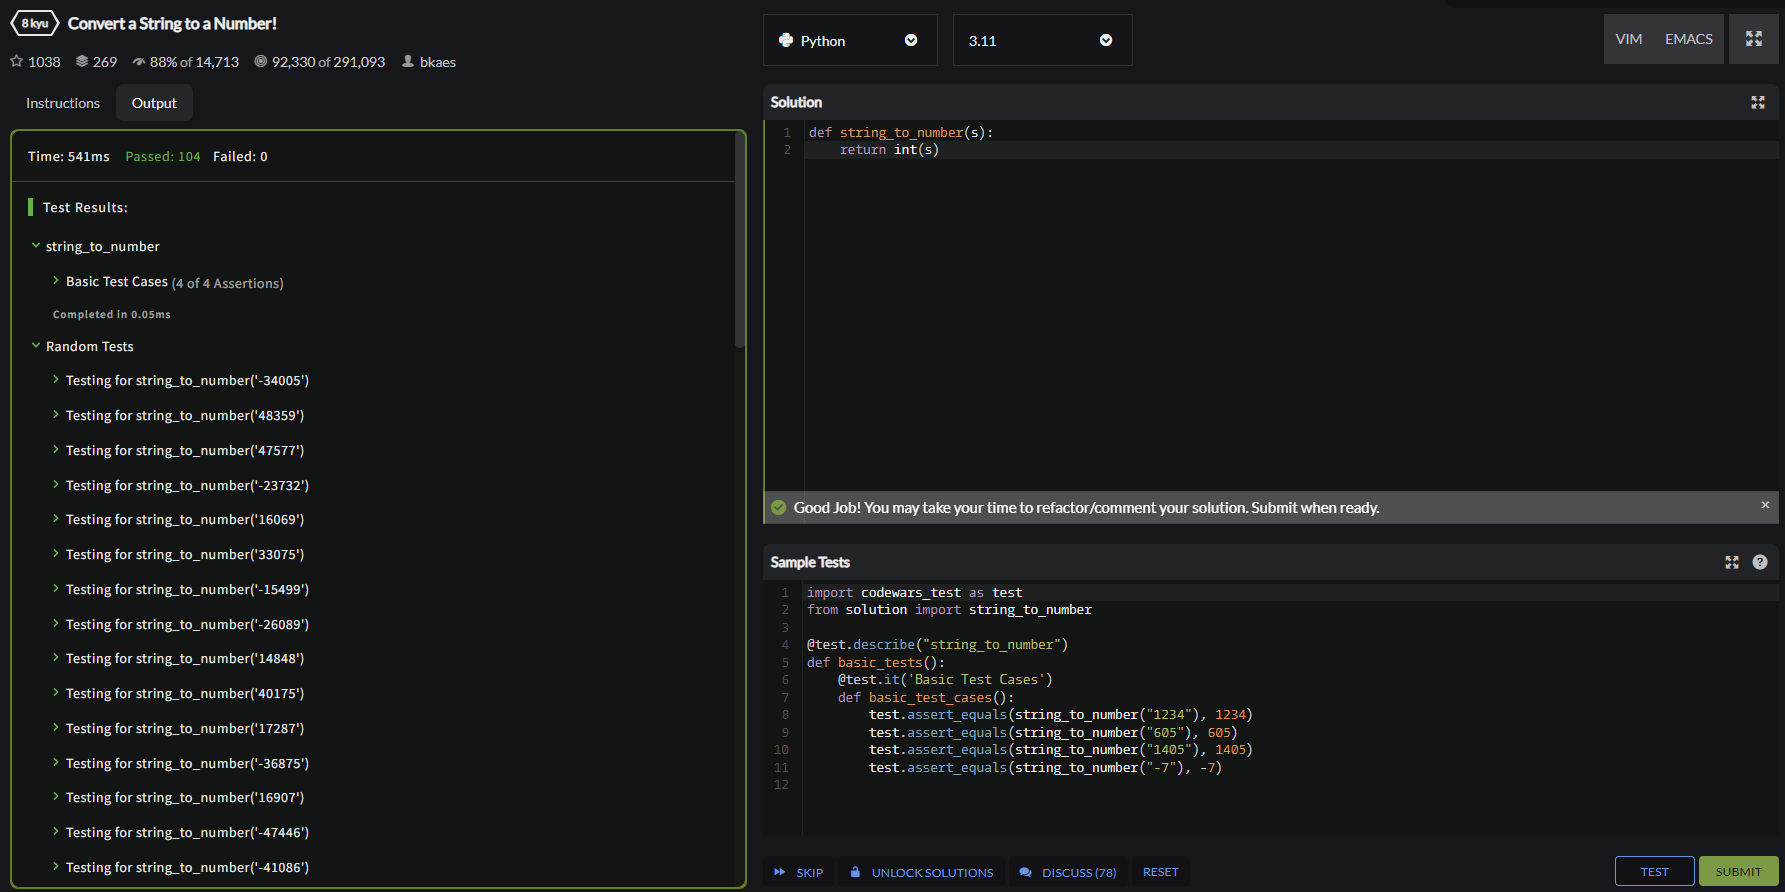 8 kyu Convert a String to a Number!
1038 269 88% of 14,713 92,330 of 291,093 bkaes
Instructions Output
Time: 541ms Passed: 104 Failed: 0
Test Results:
string_to_number
Basic Test Cases (4 of 4 Assertions)
Completed in 0.05ms
Random Tests
Testing for string_to_number('-34005')
Testing for string_to_number('48359')
Testing for string_to_number('47577')
Testing for string_to_number('-23732')
Testing for string_to_number('16069')
Testing for string_to_number('33075')
Testing for string_to_number('-15499')
Testing for string_to_number('-26089')
Testing for string_to_number('14848')
Testing for string_to_number('40175')
Testing for string_to_number('17287')
Testing for string_to_number('-36875')
Testing for string_to_number('16907')
Testing for string_to_number('-47446')
Testing for string_to_number('-41086')
Python 3.11 VIM EMACS
Solution
1 def string_to_number(s):
2     return int(s)
Good Job! You may take your time to refactor/comment your solution. Submit when ready. ×
Sample Tests ?
1 import codewars_test as test
2 from solution import string_to_number
3
4 @test.describe("string_to_number")
5 def basic_tests():
6     @test.it('Basic Test Cases')
7     def basic_test_cases():
8         test.assert_equals(string_to_number("1234"), 1234)
9         test.assert_equals(string_to_number("605"), 605)
10         test.assert_equals(string_to_number("1405"), 1405)
11         test.assert_equals(string_to_number("-7"), -7)
12
SKIP UNLOCK SOLUTIONS DISCUSS (78) RESET TEST SUBMIT